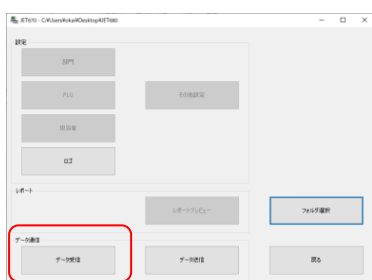 JET670 - C:¥Users¥okai¥Desktop¥JET680
設定
部門
PLU
その他設定
担当者
ロゴ
レポート
レポートプレビュー
フォルダ選択
データ通信
データ受信
データ送信
戻る